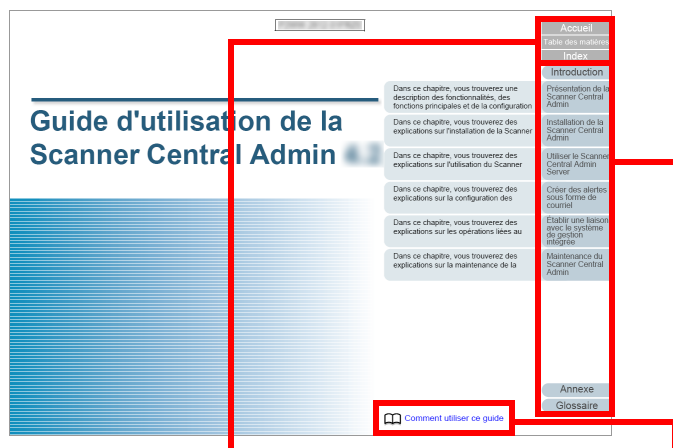 Accueil
Table des matières
Index
Introduction
Guide d'utilisation de la
Scanner Central Admin
Dans ce chapitre, vous trouverez une
description des fonctionnalités, des
fonctions principales et de la configuration
Présentation de la
Scanner Central
Admin
Dans ce chapitre, vous trouverez des
explications sur l'installation de la Scanner
Installation de la
Scanner Central
Admin
Dans ce chapitre, vous trouverez des
explications sur l'utilisation du Scanner
Utiliser le Scanner
Central Admin
Server
Dans ce chapitre, vous trouverez des
explications sur la configuration des
Créer des alertes
sous forme de
courriel
Dans ce chapitre, vous trouverez des
explications sur les opérations liées au
Établir une liaison
avec le système
de gestion
intégrée
Dans ce chapitre, vous trouverez des
explications sur la maintenance de la
Maintenance du
Scanner Central
Admin
Annexe
Glossaire
Comment utiliser ce guide